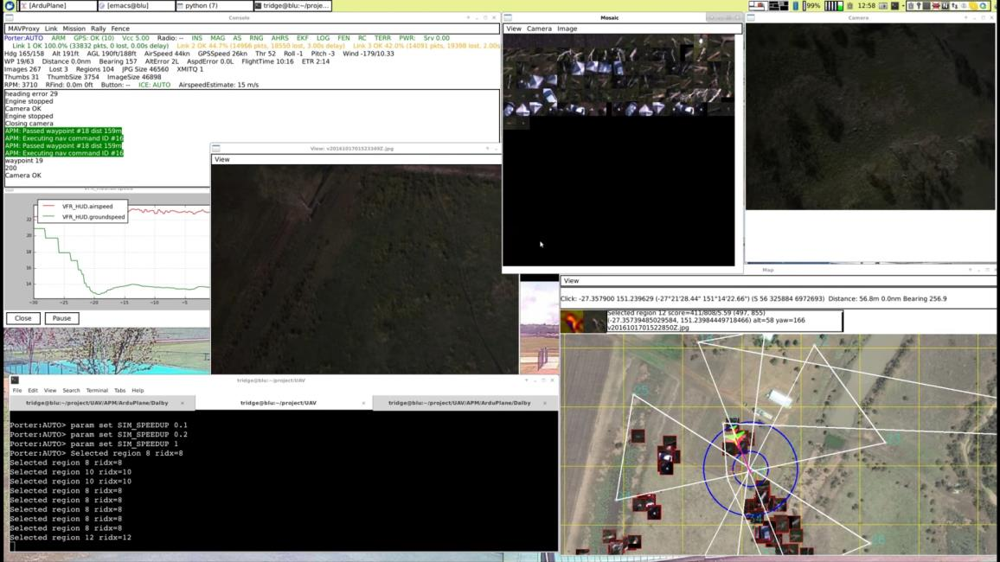 [ArduPlane]
[emacs@blu]
python (7)
tridge@blu:~/proje...
99%
12:58
Console
MAVProxy Link Mission Rally Fence
Porter:AUTO ARM GPS: OK (10) Vcc 5.00 Radio: -- INS MAG AS RNG AHRS EKF LOG FEN RC TERR PWR: Srv 0.00
Link 1 OK 100.0% (33832 pkts, 0 lost, 0.00s delay) Link 2 OK 44.7% (14966 pkts, 18550 lost, 3.00s delay) Link 3 OK 42.0% (14091 pkts, 19398 lost, 2.00s
Hdg 165/158 Alt 191ft AGL 190ft/188ft AirSpeed 44kn GPSSpeed 26kn Thr 52 Roll -1 Pitch -3 Wind -179/10.33
WP 19/63 Distance 0.0nm Bearing 157 AltError 2L AspdError 0.0L FlightTime 10:16 ETR 2:14
Images 267 Lost 3 Regions 104 JPG Size 46560 XMITQ 1
Thumbs 31 ThumbSize 3754 ImageSize 46898
RPM: 3710 RFind: 0.0m 0ft Button: -- ICE: AUTO AirspeedEstimate: 15 m/s
heading error 29
Engine stopped
Camera OK
Engine stopped
Closing camera
APM: Passed waypoint #18 dist 159m
APM: Executing nav command ID #16
APM: Passed waypoint #18 dist 159m
APM: Executing nav command ID #16
waypoint 19
200
Camera OK
VFR_HUD.airspeed
VFR_HUD.groundspeed
22
20
18
16
14
−30 −25 −20 −15 −10 −5
Close Pause
View: v2016101701523369Z.jpg
View
Mosaic
View Camera Image
Camera
Map
View
Click: -27.357900 151.239629 (-27°21'28.44" 151°14'22.66") (S 56 325884 6972693) Distance: 56.8m 0.0nm Bearing 256.9
Selected region 12 score=411/808/5.59 (497, 855)
(-27.35739485029584, 151.23984449718466) alt=58 yaw=166
v2016101701522850Z.jpg
25
34
tridge@blu:~/project/UAV
File Edit View Search Terminal Tabs Help
tridge@blu:~/project/UAV/APM/ArduPlane/Dalby × tridge@blu:~/project/UAV × tridge@blu:~/project/UAV/APM/ArduPlane/Dalby ×
Porter:AUTO> param set SIM_SPEEDUP 0.1
Porter:AUTO> param set SIM_SPEEDUP 0.2
Porter:AUTO> param set SIM_SPEEDUP 1
Porter:AUTO> Selected region 8 ridx=8
Selected region 8 ridx=8
Selected region 10 ridx=10
Selected region 10 ridx=10
Selected region 8 ridx=8
Selected region 8 ridx=8
Selected region 8 ridx=8
Selected region 8 ridx=8
Selected region 8 ridx=8
Selected region 12 ridx=12